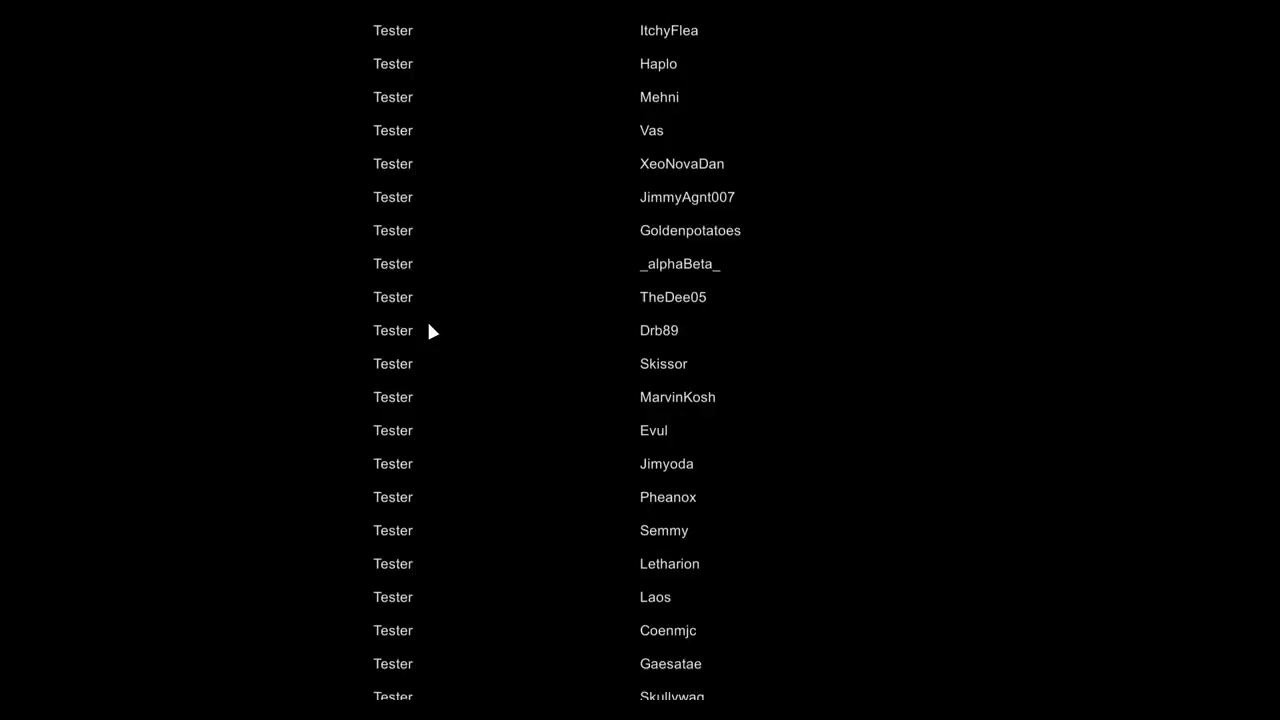 Tester ItchyFlea
Tester Haplo
Tester Mehni
Tester Vas
Tester XeoNovaDan
Tester JimmyAgnt007
Tester Goldenpotatoes
Tester _alphaBeta_
Tester TheDee05
Tester Drb89
Tester Skissor
Tester MarvinKosh
Tester Evul
Tester Jimyoda
Tester Pheanox
Tester Semmy
Tester Letharion
Tester Laos
Tester Coenmjc
Tester Gaesatae
Tester Skullywag